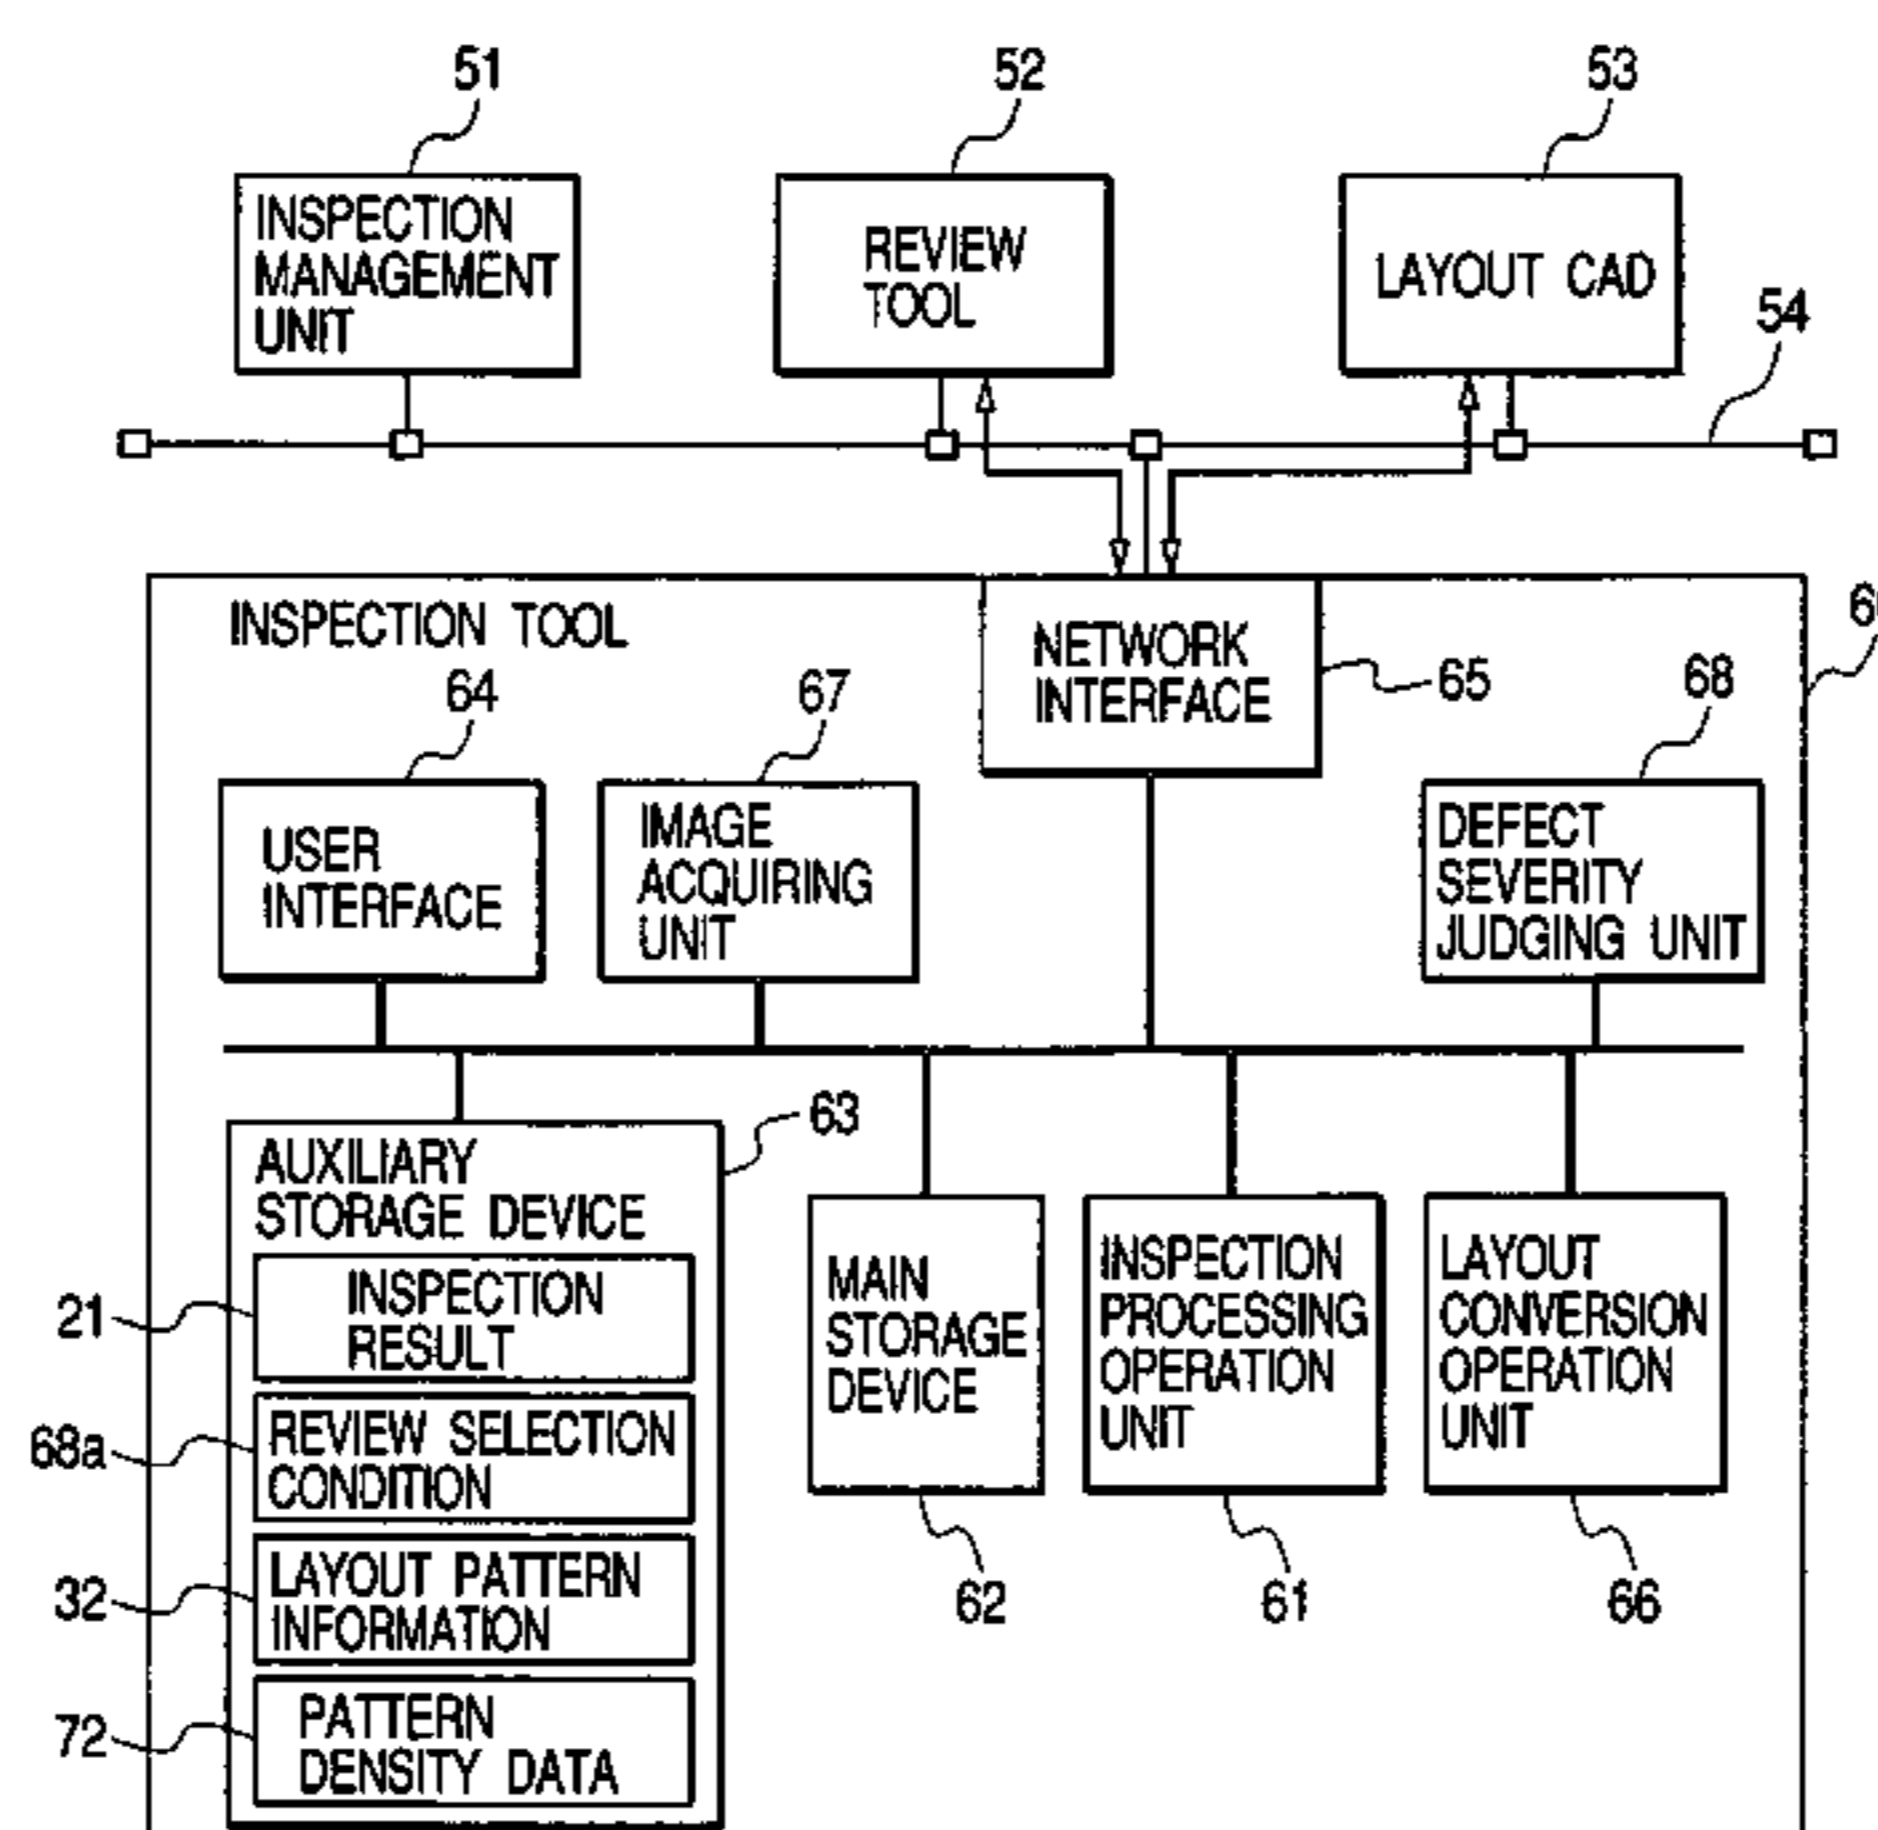 51
52
53
INSPECTION
MANAGEMENT
UNIT
REVIEW
TOOL
LAYOUT CAD
54
INSPECTION TOOL
NETWORK
INTERFACE
65
64
67
68
USER
INTERFACE
IMAGE
ACQUIRING
UNIT
DEFECT
SEVERITY
JUDGING UNIT
63
AUXILIARY
STORAGE DEVICE
21
INSPECTION
RESULT
68a
REVIEW SELECTION
CONDITION
32
LAYOUT PATTERN
INFORMATION
72
PATTERN
DENSITY DATA
MAIN
STORAGE
DEVICE
INSPECTION
PROCESSING
OPERATION
UNIT
LAYOUT
CONVERSION
OPERATION
UNIT
62
61
66